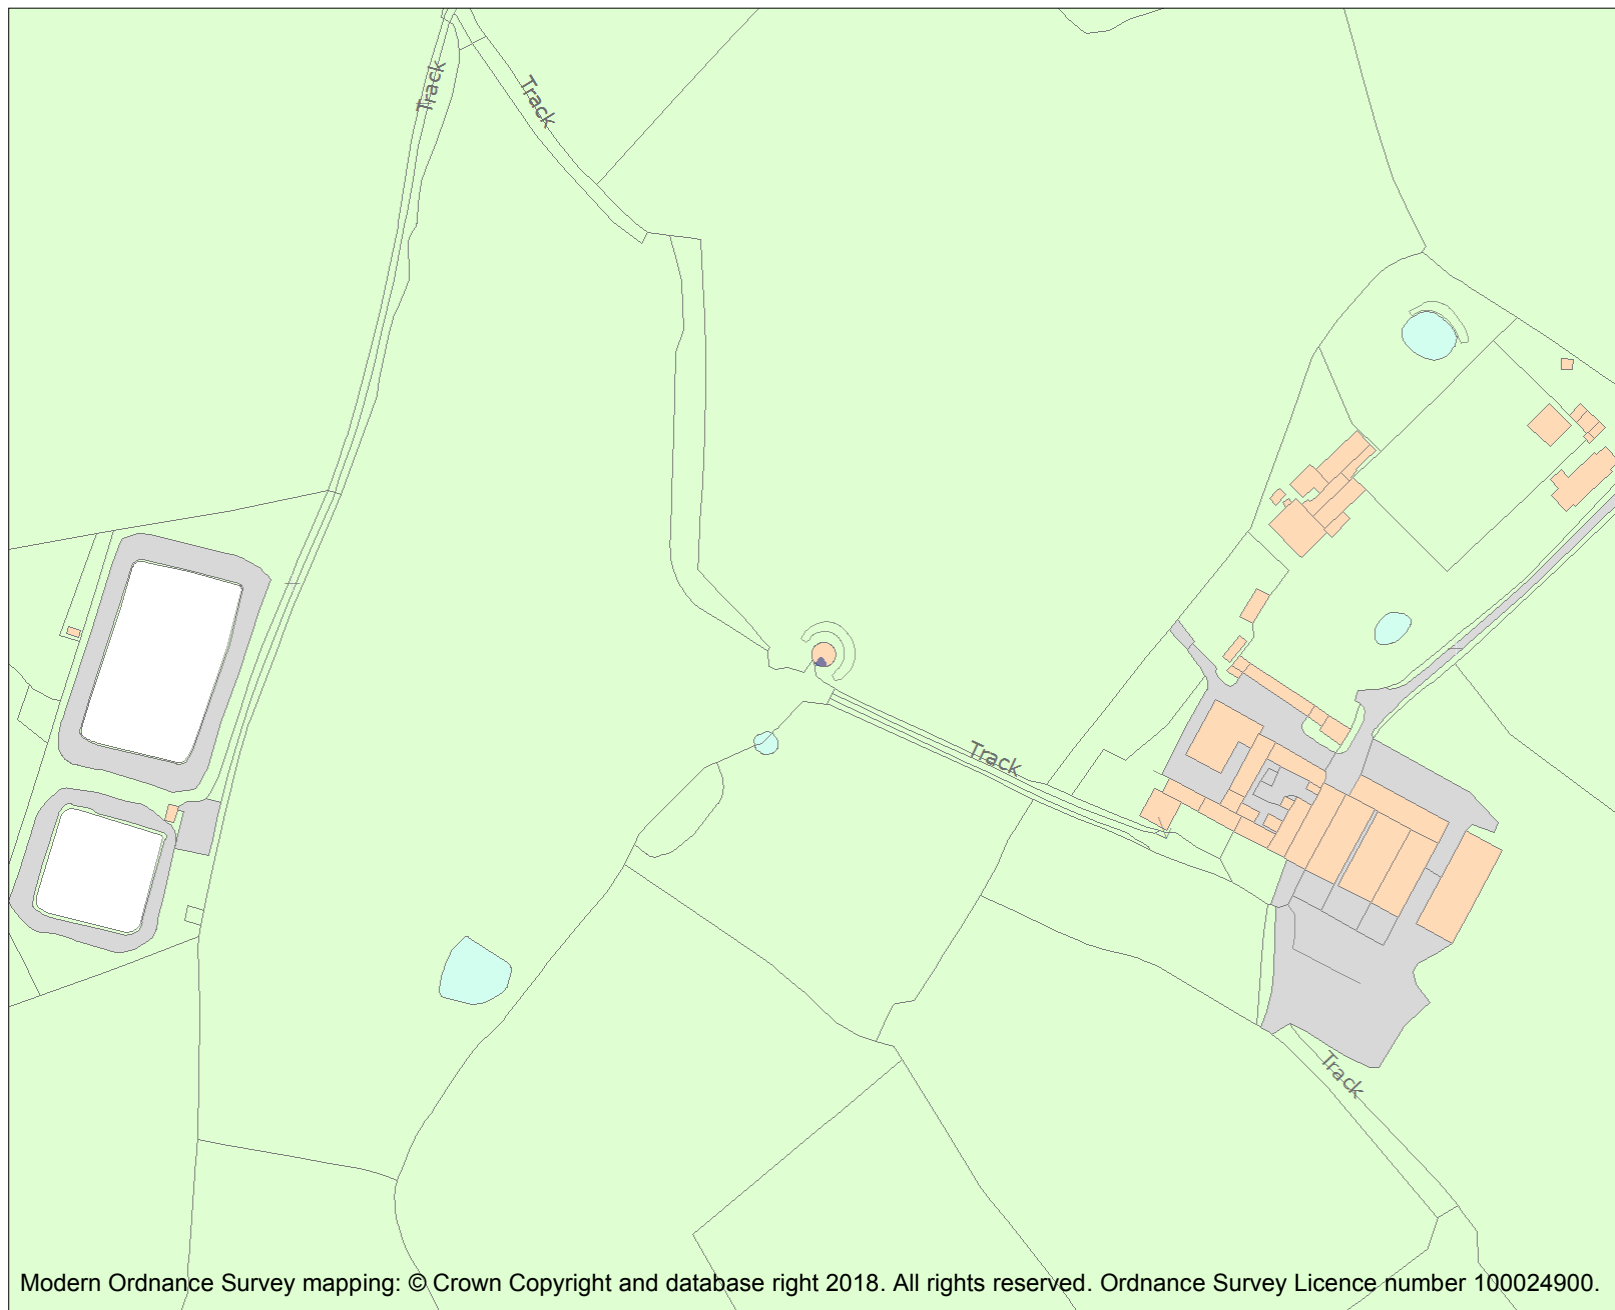 Track
Track
Track
Track
Modern Ordnance Survey mapping: © Crown Copyright and database right 2018. All rights reserved. Ordnance Survey Licence number 100024900.